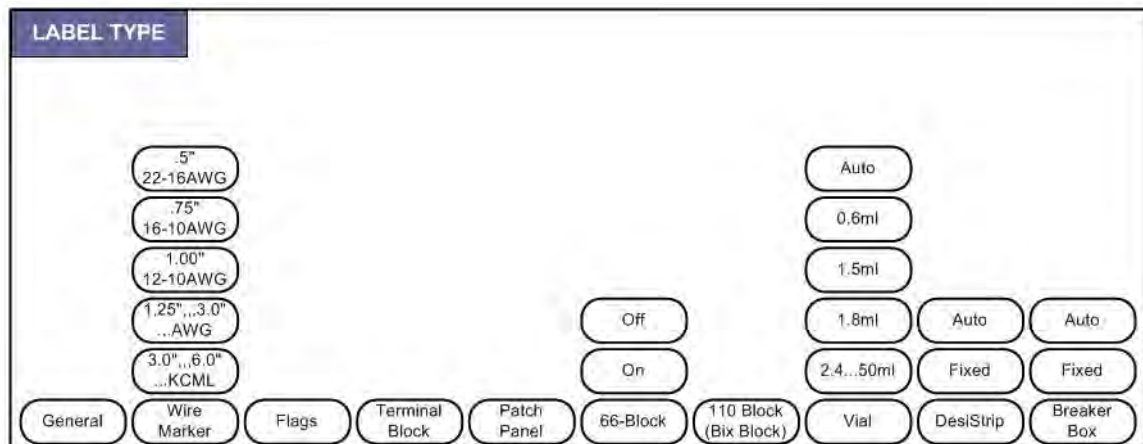 LABEL TYPE
.5"
22-16AWG
Auto
.75"
16-10AWG
0.6ml
1.00"
12-10AWG
1.5ml
1.25",,,3.0"
...AWG
Off
1.8ml
Auto
Auto
3.0",,,6.0"
...KCML
On
2.4...50ml
Fixed
Fixed
General
Wire
Marker
Flags
Terminal
Block
Patch
Panel
66-Block
110 Block
(Bix Block)
Vial
DesiStrip
Breaker
Box